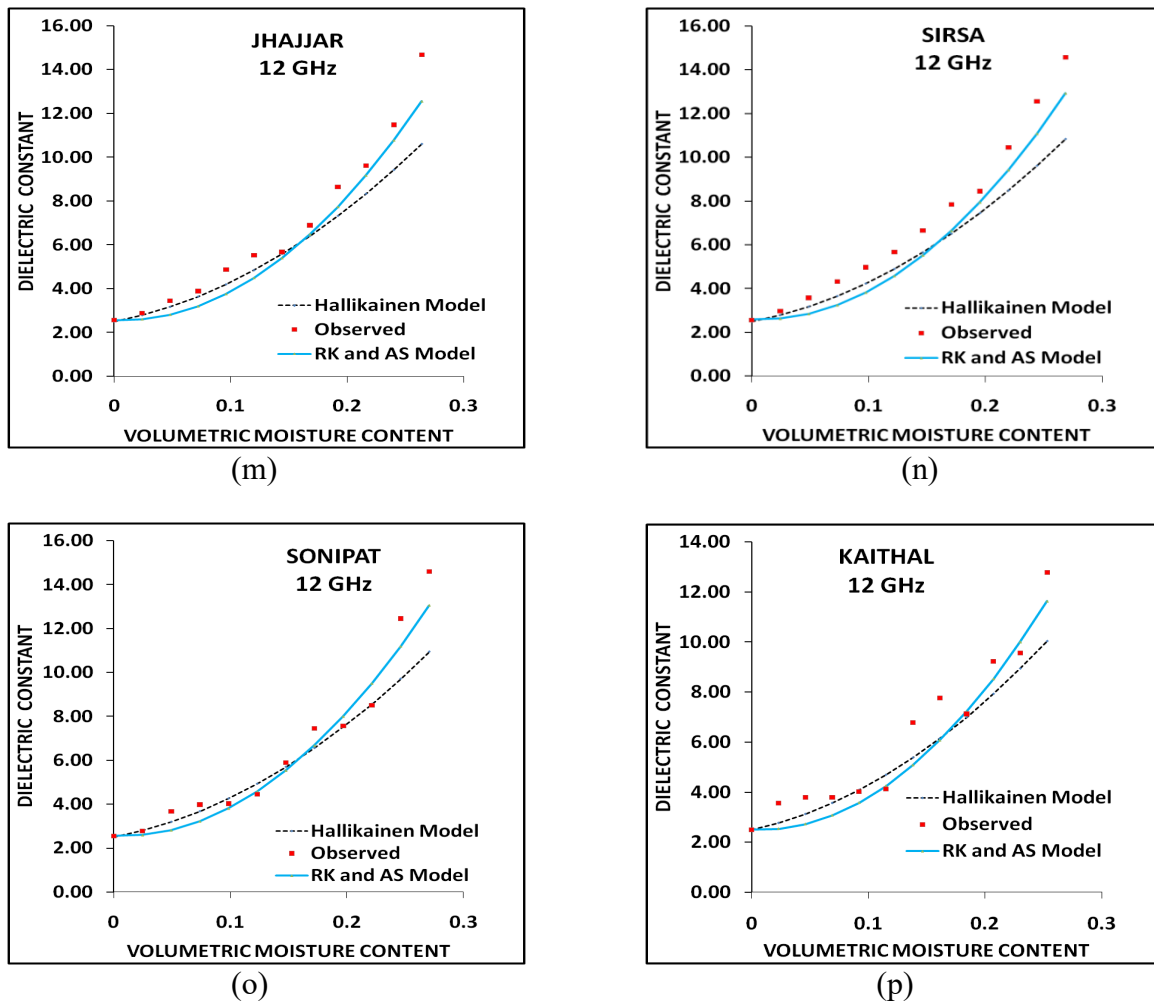 JHAJJAR
12 GHz
16.00
14.00
12.00
10.00
8.00
6.00
4.00
2.00
0.00
DIELECTRIC CONSTANT
Hallikainen Model
Observed
RK and AS Model
0 0.1 0.2 0.3
VOLUMETRIC MOISTURE CONTENT
(m)
SIRSA
12 GHz
16.00
14.00
12.00
10.00
8.00
6.00
4.00
2.00
0.00
DIELECTRIC CONSTANT
Hallikainen Model
Observed
RK and AS Model
0 0.1 0.2 0.3
VOLUMETRIC MOISTURE CONTENT
(n)
SONIPAT
12 GHz
16.00
14.00
12.00
10.00
8.00
6.00
4.00
2.00
0.00
DIELECTRIC CONSTANT
Hallikainen Model
Observed
RK and AS Model
0 0.1 0.2 0.3
VOLUMETRIC MOISTURE CONTENT
(o)
KAITHAL
12 GHz
14.00
12.00
10.00
8.00
6.00
4.00
2.00
0.00
DIELECTRIC CONSTANT
Hallikainen Model
Observed
RK and AS Model
0 0.1 0.2 0.3
VOLUMETRIC MOISTURE CONTENT
(p)